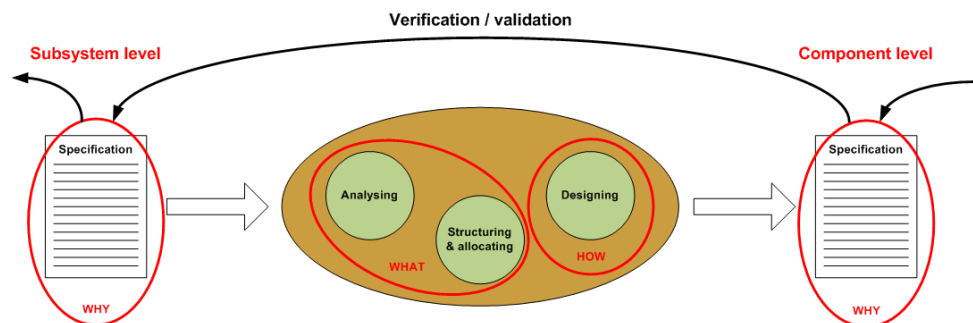 Verification / validation
Subsystem level
Component level
Specification
Analysing
Structuring
& allocating
Designing
Specification
WHAT
HOW
WHY
WHY